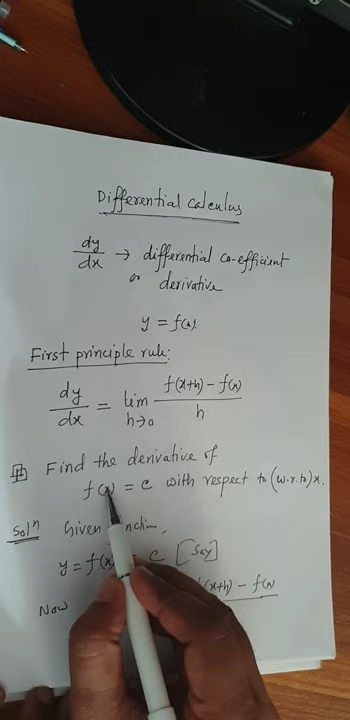 Differential Calculus
dy/dx → differential co-efficient
or derivative
y = f(x)
First principle rule:
dy/dx = lim h→0 f(x+h) - f(x) / h
Find the derivative of
f(x) = c with respect to (w.r.to) x.
Solⁿ Given
y = f(x) c [Say]
Now (x+h) - f(x)